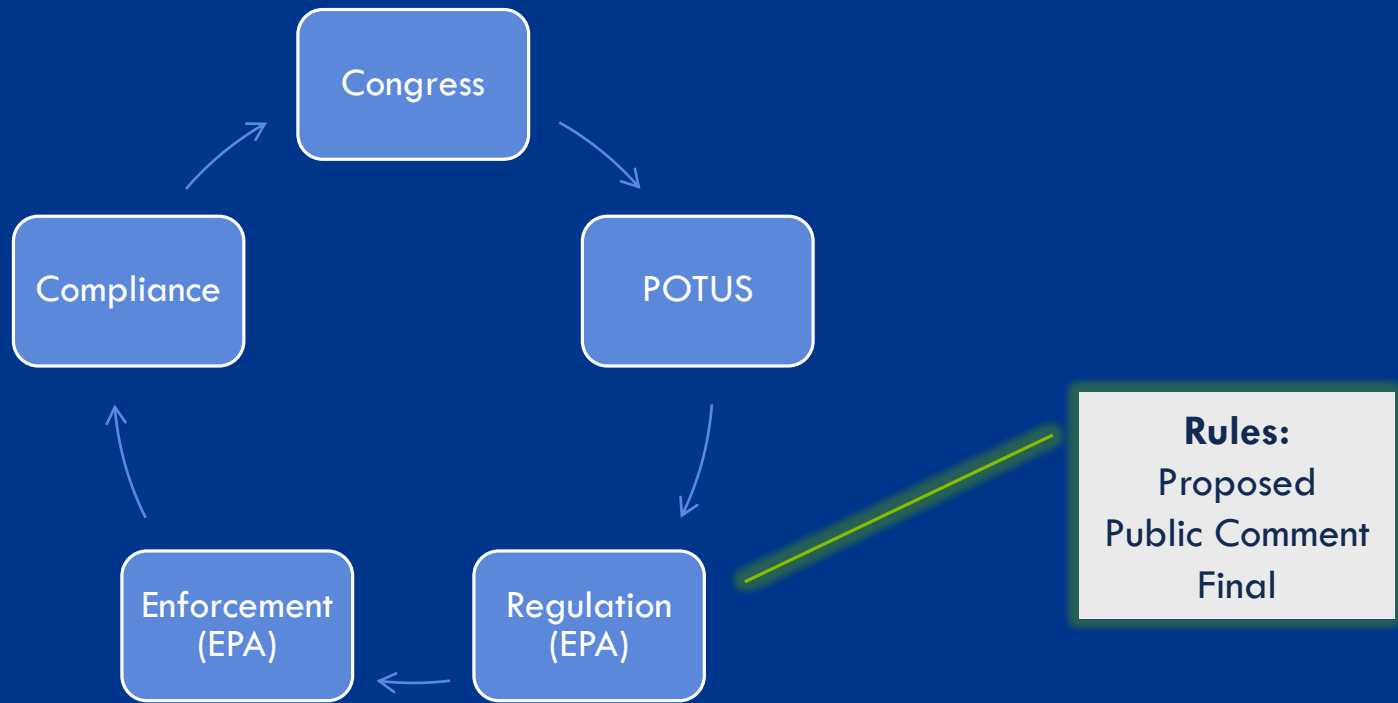 Congress
POTUS
Regulation
(EPA)
Enforcement
(EPA)
Compliance
Rules:
Proposed
Public Comment
Final